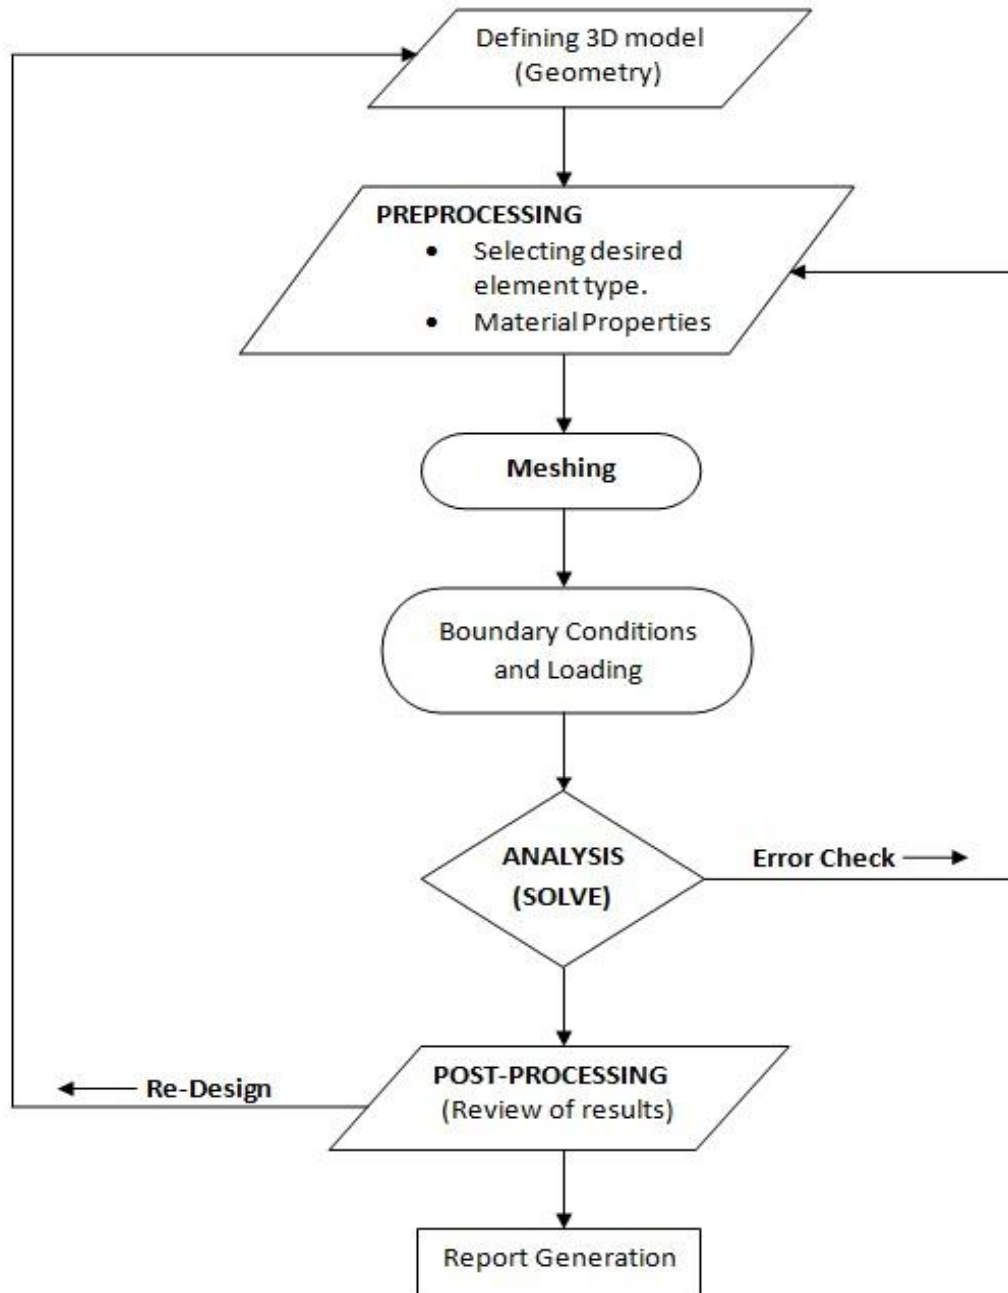 Defining 3D model
(Geometry)
PREPROCESSING
• Selecting desired
element type.
• Material Properties
Meshing
Boundary Conditions
and Loading
ANALYSIS
(SOLVE)
Error Check
POST-PROCESSING
(Review of results)
Re-Design
Report Generation